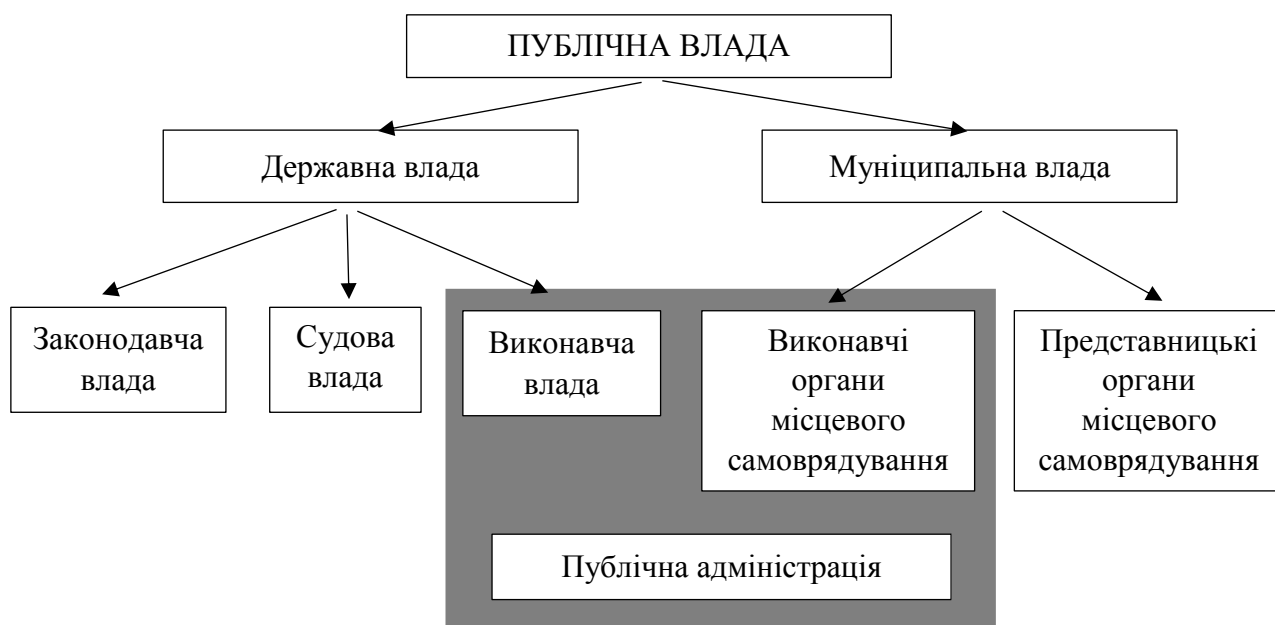 ПУБЛІЧНА ВЛАДА
Державна влада
Муніципальна влада
Законодавча
влада
Судова
влада
Виконавча
влада
Виконавчі
органи
місцевого
самоврядування
Представницькі
органи
місцевого
самоврядування
Публічна адміністрація